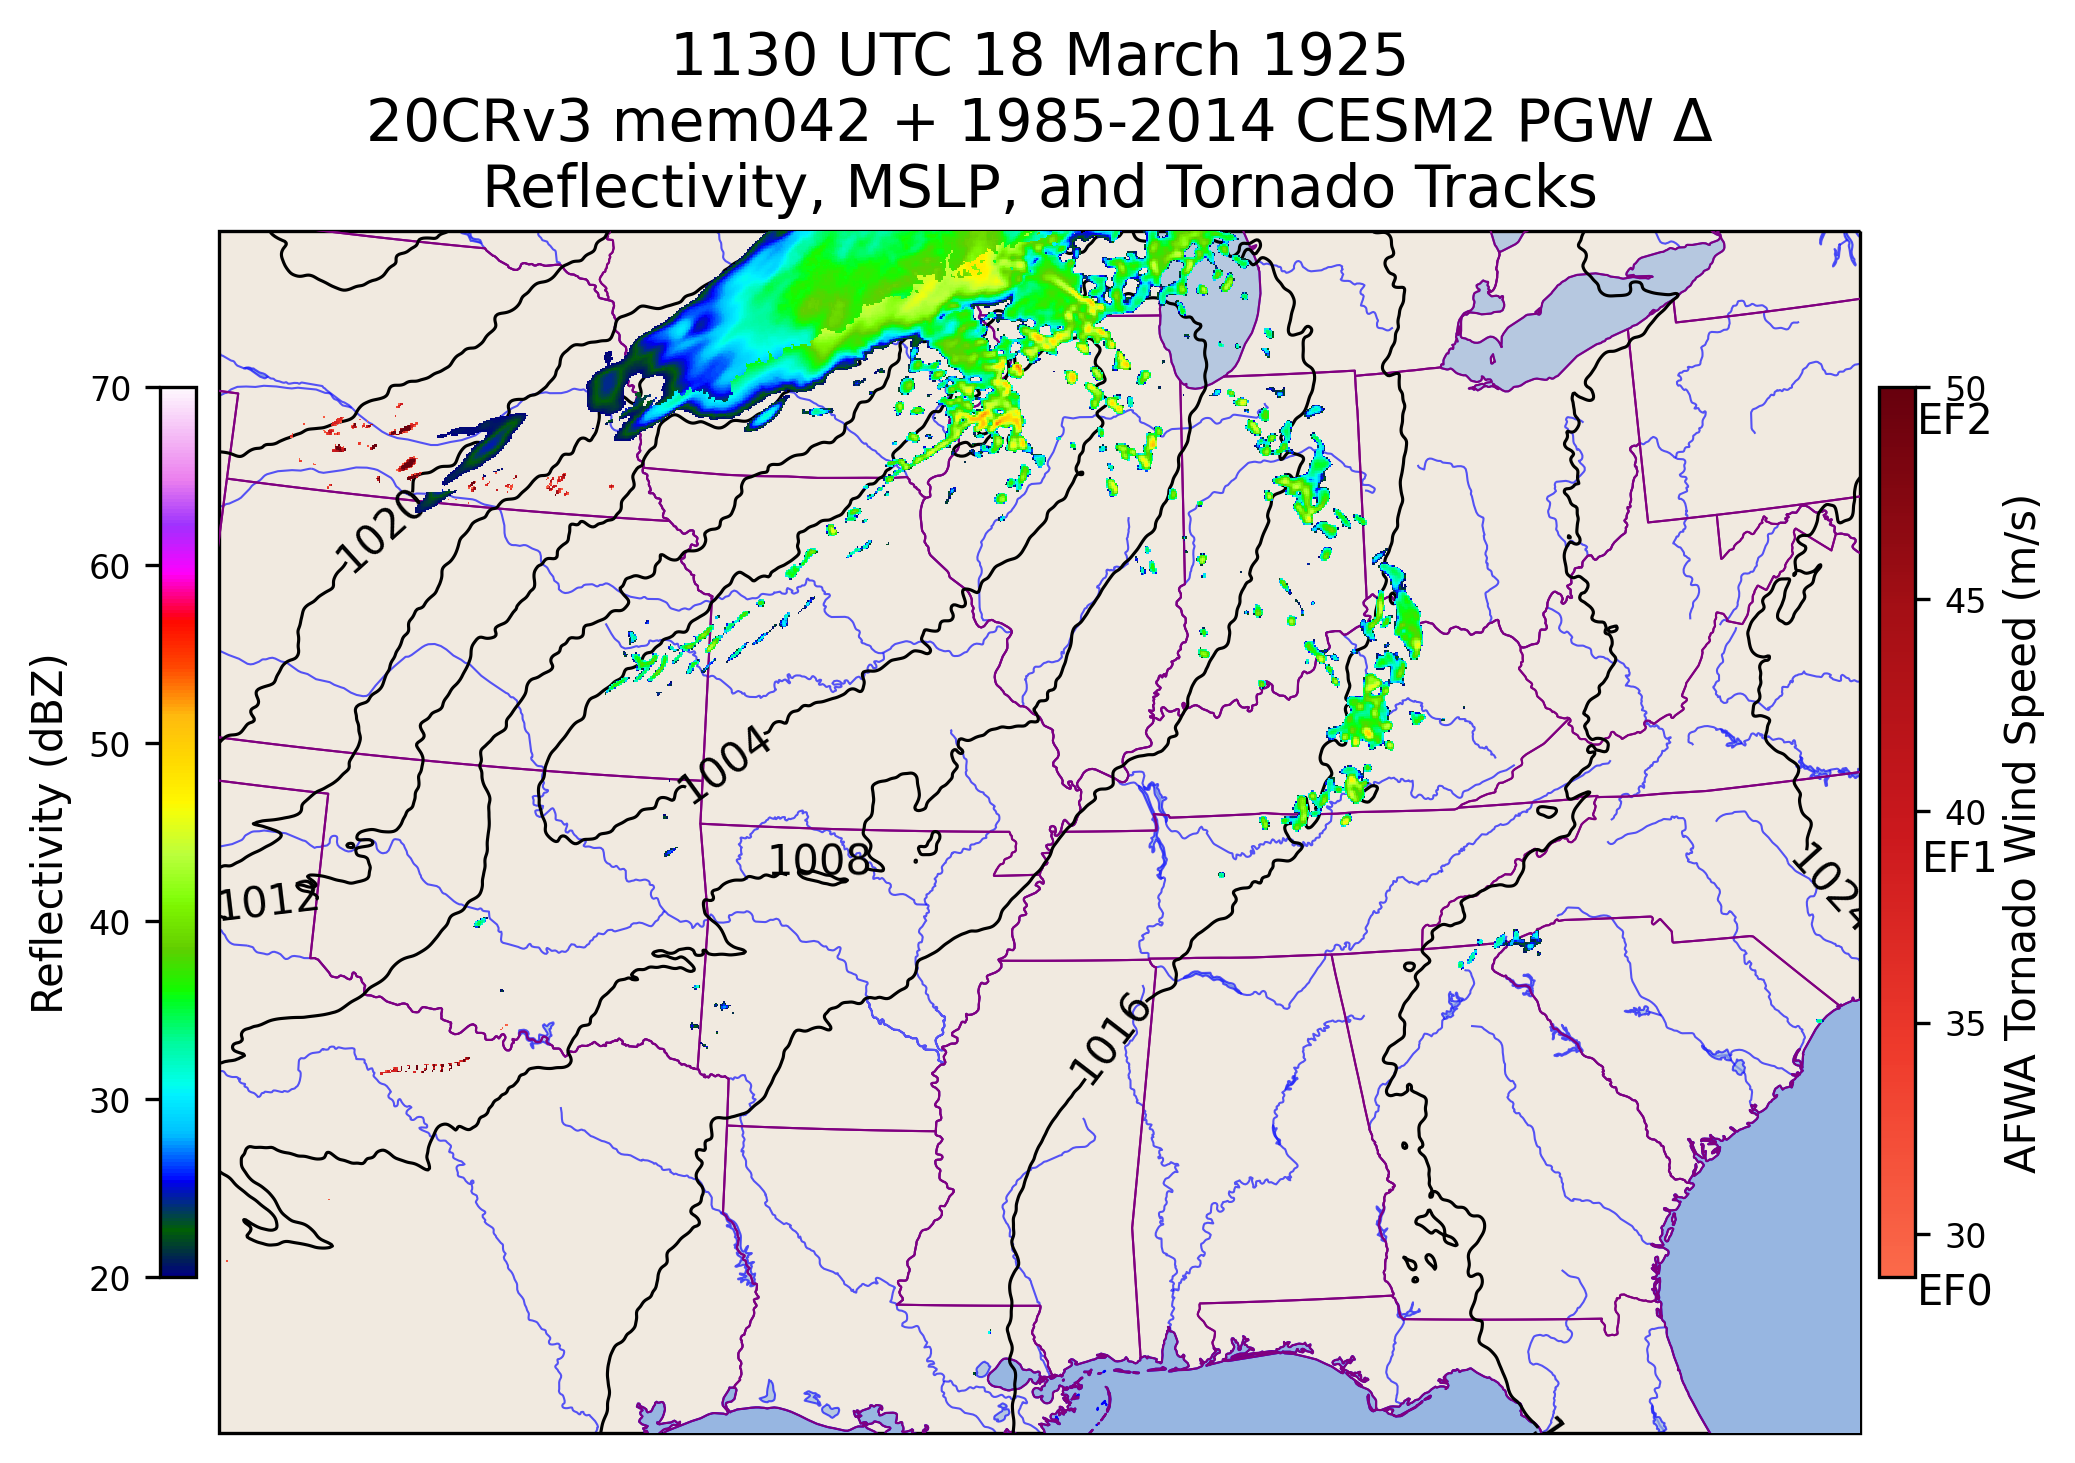 1130 UTC 18 March 1925
20CRv3 mem042 + 1985-2014 CESM2 PGW Δ
Reflectivity, MSLP, and Tornado Tracks
Reflectivity (dBZ)
70
60
50
40
30
20
1020
1004
1008
1012
1016
1024
50
EF2
45
40
EF1
35
30
EF0
AFWA Tornado Wind Speed (m/s)